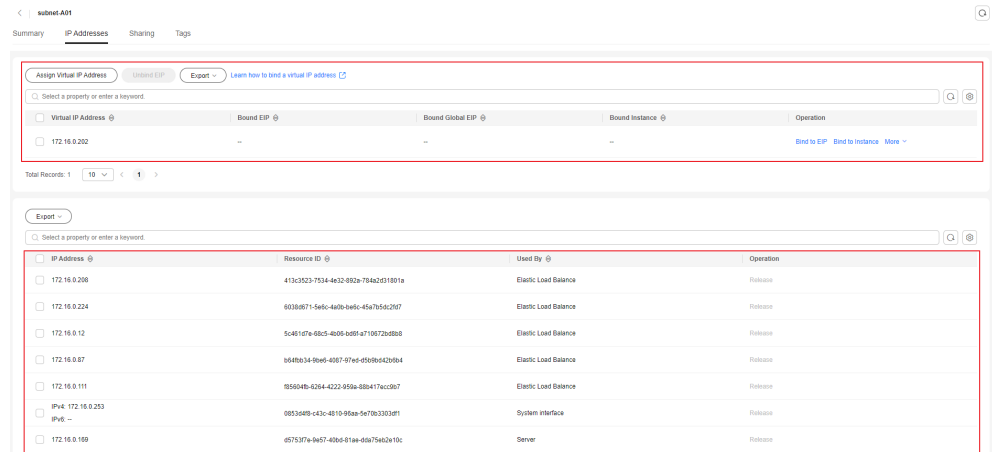 subnet-A01
Summary IP Addresses Sharing Tags
Assign Virtual IP Address Unbind EIP Export Learn how to bind a virtual IP address
Select a property or enter a keyword.
Virtual IP Address Bound EIP Bound Global EIP Bound Instance Operation
172.16.0.202 -- -- -- Bind to EIP Bind to Instance More
Total Records: 1 10 1
Export
Select a property or enter a keyword.
IP Address Resource ID Used By Operation
172.16.0.208 413c3523-7534-4e32-892a-784a2d31801a Elastic Load Balance Release
172.16.0.224 6038d671-5e6c-4a0b-be6c-45a7b5dc2fd7 Elastic Load Balance Release
172.16.0.12 5c461d7e-68c5-4b06-bd6f-a710672bd8b8 Elastic Load Balance Release
172.16.0.87 b64fbb34-9be6-4087-97ed-d5b9bd42b6b4 Elastic Load Balance Release
172.16.0.111 f85604fb-6264-4222-959a-88b417ecc9b7 Elastic Load Balance Release
IPv4: 172.16.0.253
IPv6: --
0853d4f8-c43c-4810-96aa-5e70b3303df1 System interface Release
172.16.0.169 d5753f7a-9e57-40bd-81ae-dda75eb2e10c Server Release